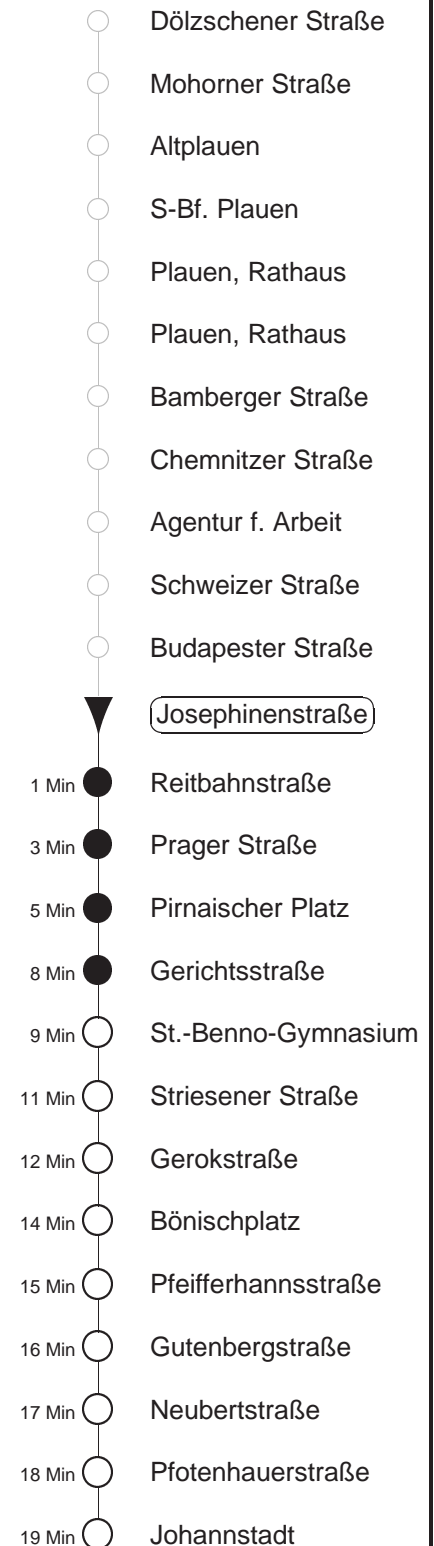 Dölzschener Straße
Mohorner Straße
Altplauen
S-Bf. Plauen
Plauen, Rathaus
Plauen, Rathaus
Bamberger Straße
Chemnitzer Straße
Agentur f. Arbeit
Schweizer Straße
Budapester Straße
Josephinenstraße
1 Min Reitbahnstraße
3 Min Prager Straße
5 Min Pirnaischer Platz
8 Min Gerichtsstraße
9 Min St.-Benno-Gymnasium
11 Min Striesener Straße
12 Min Gerokstraße
14 Min Bönischplatz
15 Min Pfeifferhannsstraße
16 Min Gutenbergstraße
17 Min Neubertstraße
18 Min Pfotenhauerstraße
19 Min Johannstadt